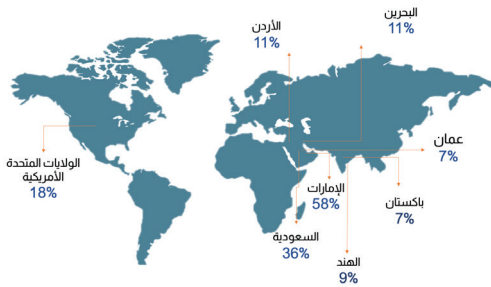 البحرين
11%
الأردن
11%
عمان
7%
الولايات المتحدة
الأمريكية
18%
الإمارات
58%
باكستان
7%
السعودية
36%
الهند
9%